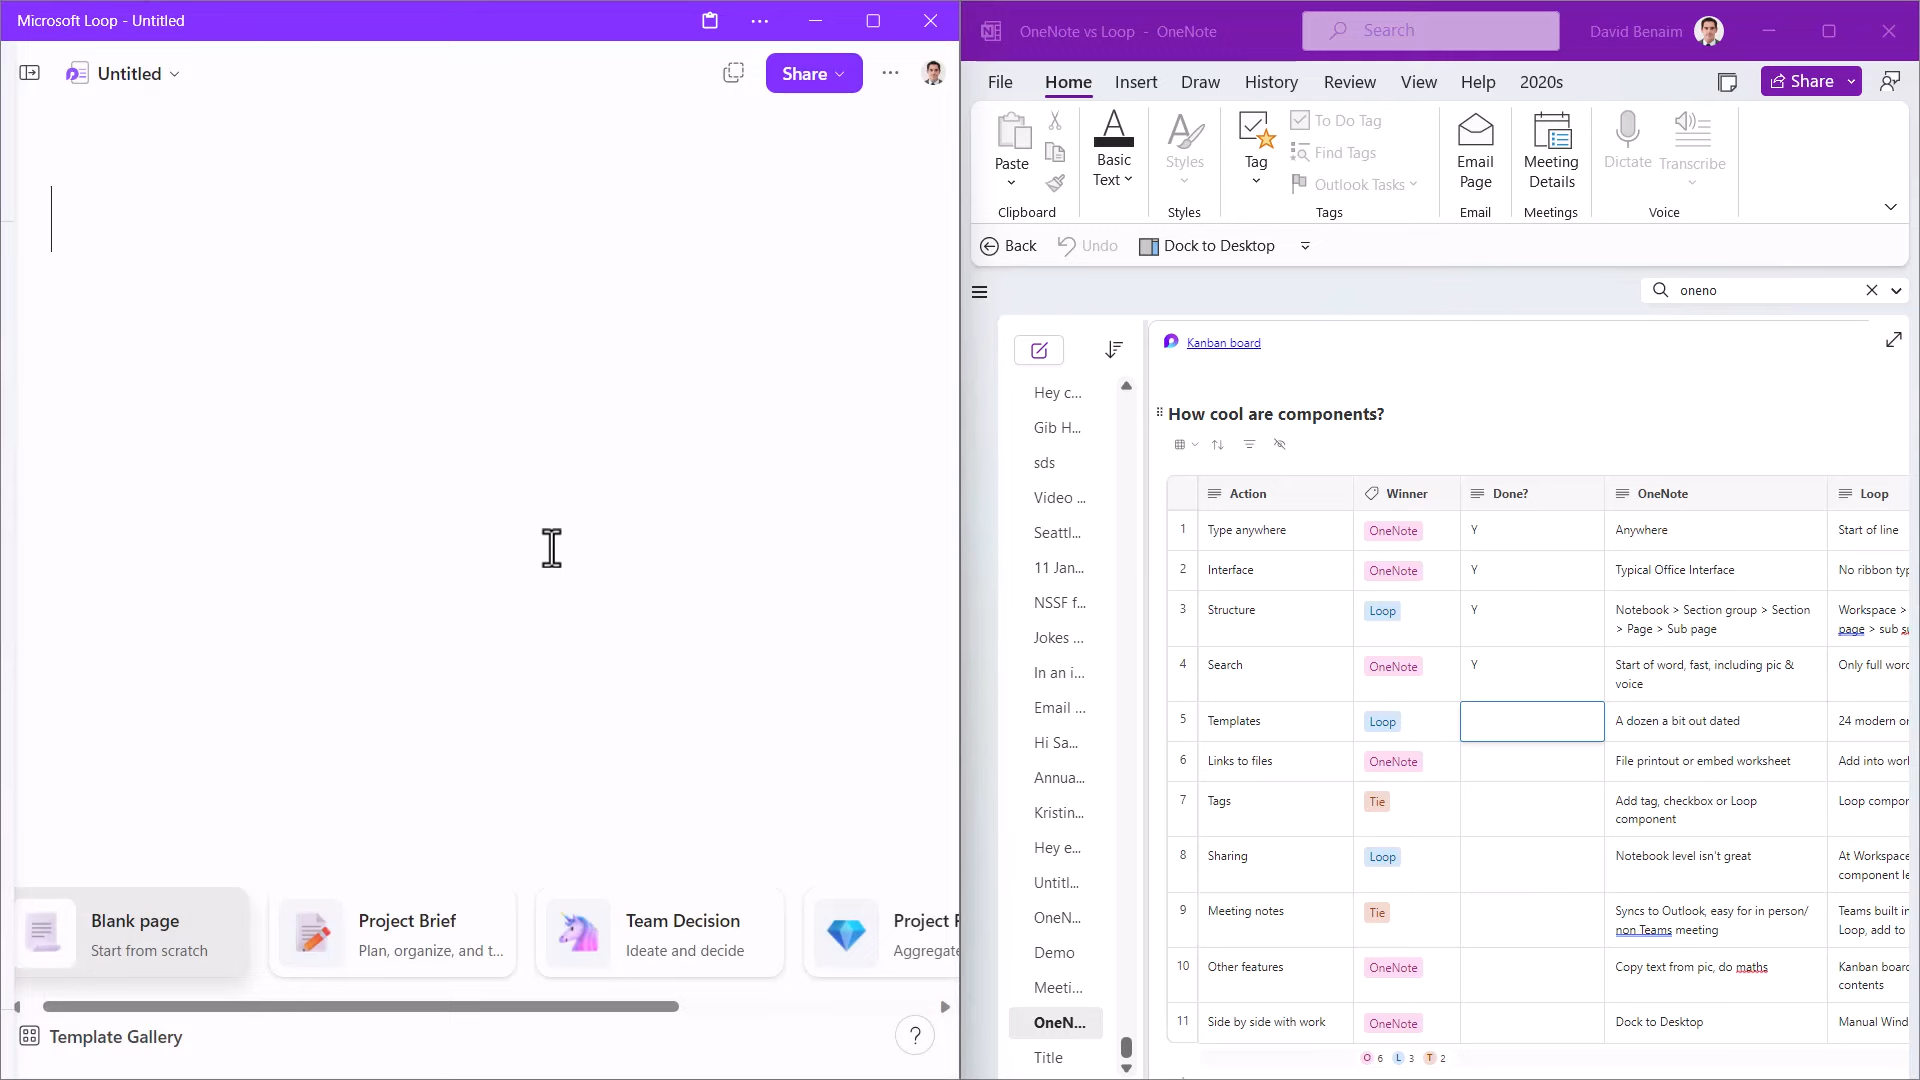 Microsoft Loop - Untitled
Untitled
Share
Blank page
Start from scratch
Project Brief
Plan, organize, and t...
Team Decision
Ideate and decide
Project
Aggregate
Template Gallery
?
OneNote vs Loop - OneNote
Search
David Benaim
File Home Insert Draw History Review View Help 2020s
Share
Paste
Clipboard
Basic
Text
Styles
Styles
Tag
To Do Tag
Find Tags
Outlook Tasks
Tags
Email
Page
Email
Meeting
Details
Meetings
Dictate
Transcribe
Voice
Back
Undo
Dock to Desktop
oneno
Hey c...
Gib H...
sds
Video ...
Seattl...
11 Jan...
NSSF f...
Jokes ...
In an i...
Email ...
Hi Sa...
Annua...
Kristin...
Hey e...
Untitl...
OneN...
Demo
Meeti...
OneN...
Title
Kanban board
How cool are components?
Action Winner Done? OneNote Loop
1 Type anywhere OneNote Y Anywhere Start of line
2 Interface OneNote Y Typical Office Interface No ribbon typ
3 Structure Loop Y Notebook > Section group > Section Workspace >
> Page > Sub page page > sub su
4 Search OneNote Y Start of word, fast, including pic & Only full word
voice
5 Templates Loop A dozen a bit out dated 24 modern
6 Links to files OneNote File printout or embed worksheet Add into
7 Tags Tie Add tag, checkbox or Loop Loop compor
component
8 Sharing Loop Notebook level isn't great At Workspace
component le
9 Meeting notes Tie Syncs to Outlook, easy for in person/ Teams built in
non Teams meeting Loop, add to
10 Other features OneNote Copy text from pic, do maths Kanban board
contents
11 Side by side with work OneNote Dock to Desktop Manual Wind
O 6 L 3 T 2